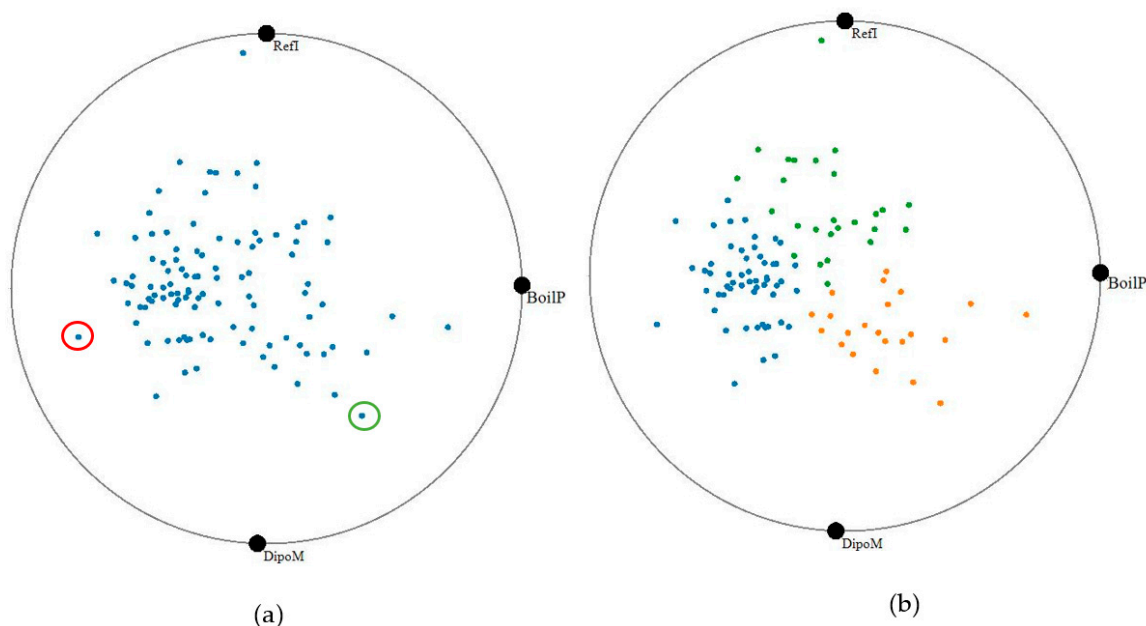 RefI
BoilP
DipoM
(a)
RefI
BoilP
DipoM
(b)